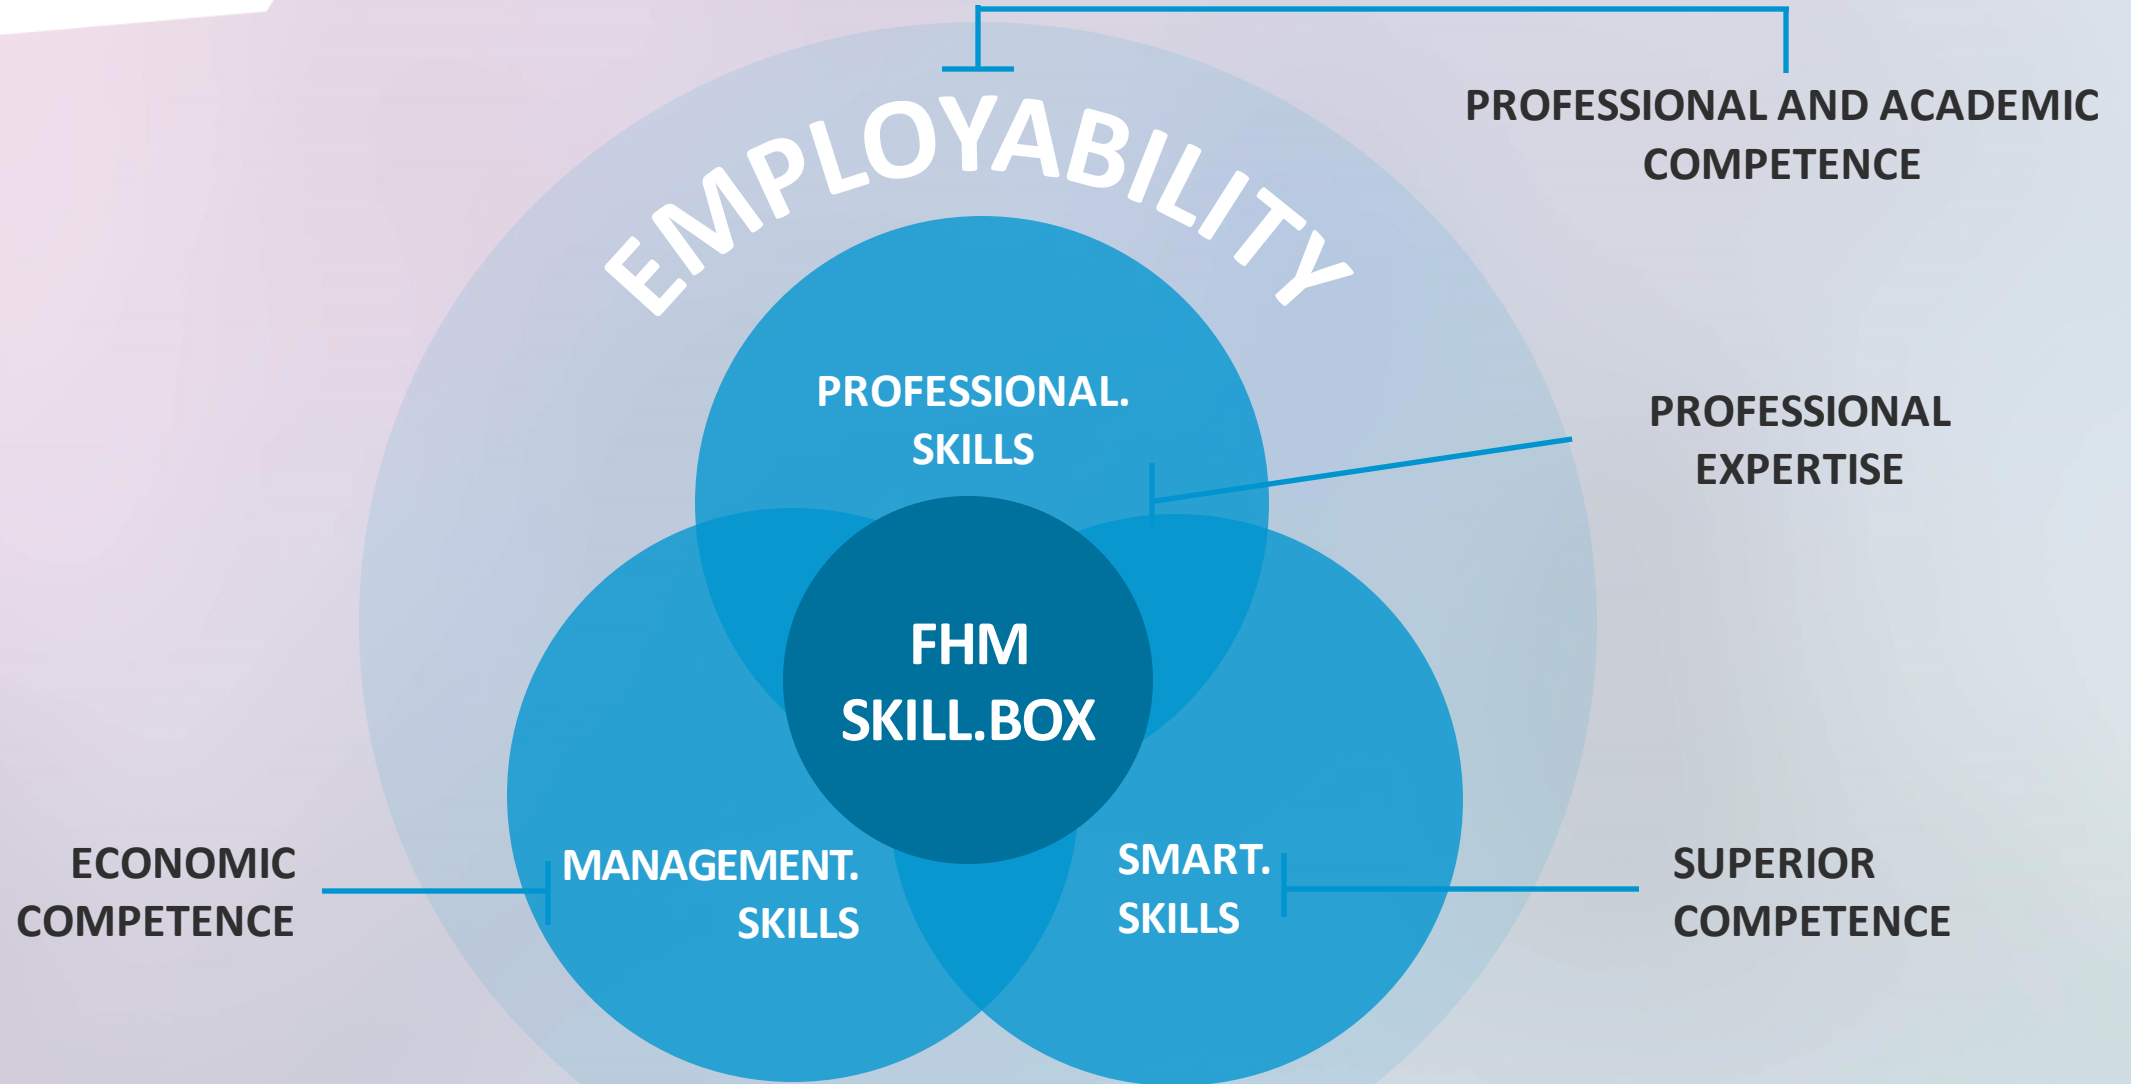 PROFESSIONAL AND ACADEMIC
COMPETENCE
EMPLOYABILITY
PROFESSIONAL.
SKILLS
PROFESSIONAL
EXPERTISE
FHM
SKILL.BOX
ECONOMIC
COMPETENCE
MANAGEMENT.
SKILLS
SMART.
SKILLS
SUPERIOR
COMPETENCE